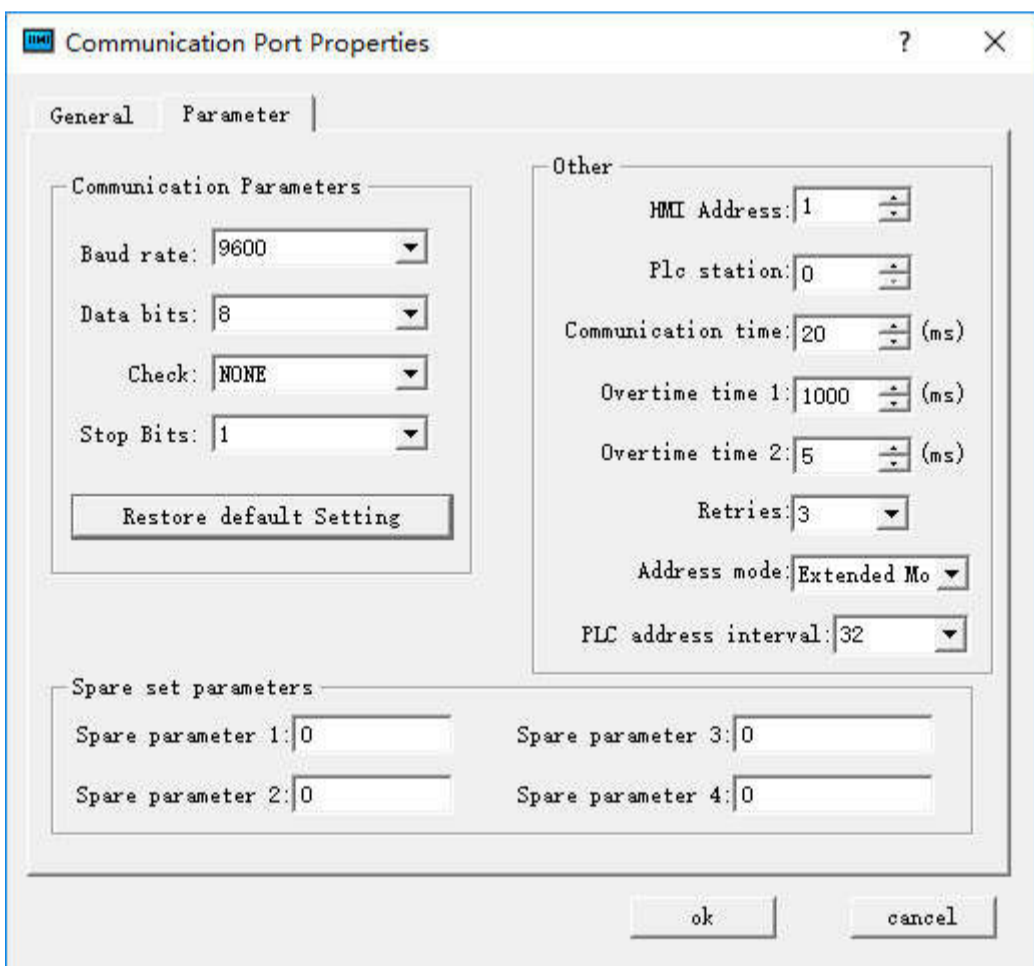 HMI Communication Port Properties ? ×
General Parameter
Communication Parameters
Baud rate: 9600
Data bits: 8
Check: NONE
Stop Bits: 1
Restore default Setting
Other
HMI Address: 1
Plc station: 0
Communication time: 20 (ms)
Overtime time 1: 1000 (ms)
Overtime time 2: 5 (ms)
Retries: 3
Address mode: Extended Mo
PLC address interval: 32
Spare set parameters
Spare parameter 1: 0 Spare parameter 3: 0
Spare parameter 2: 0 Spare parameter 4: 0
ok cancel